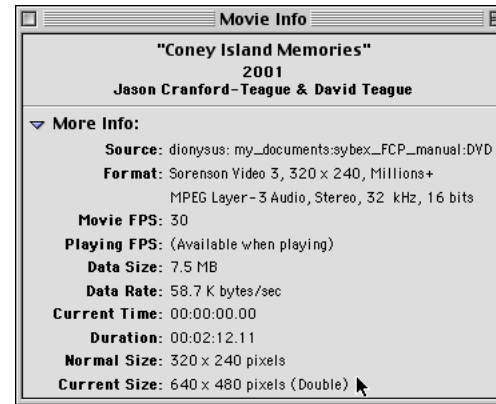 Movie Info
"Coney Island Memories"
2001
Jason Cranford-Teague & David Teague
More Info:
Source: dionysus: my_documents:sybex_FCP_manual:DVD
Format: Sorenson Video 3, 320 x 240, Millions+
MPEG Layer-3 Audio, Stereo, 32 kHz, 16 bits
Movie FPS: 30
Playing FPS: (Available when playing)
Data Size: 7.5 MB
Data Rate: 58.7 K bytes/sec
Current Time: 00:00:00.00
Duration: 00:02:12.11
Normal Size: 320 x 240 pixels
Current Size: 640 x 480 pixels (Double)